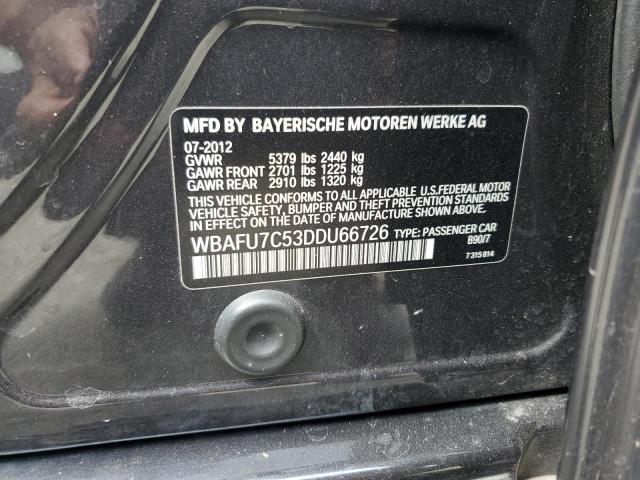 MFD BY BAYERISCHE MOTOREN WERKE AG
07-2012
GVWR 5379 lbs 2440 kg
GAWR FRONT 2701 lbs 1225 kg
GAWR REAR 2910 lbs 1320 kg
THIS VEHICLE CONFORMS TO ALL APPLICABLE U.S.FEDERAL MOTOR
VEHICLE SAFETY, BUMPER, AND THEFT PREVENTION STANDARDS
IN EFFECT ON THE DATE OF MANUFACTURE SHOWN ABOVE.
WBAFU7C53DDU66726 TYPE: PASSENGER CAR
B90/7
7 315 814